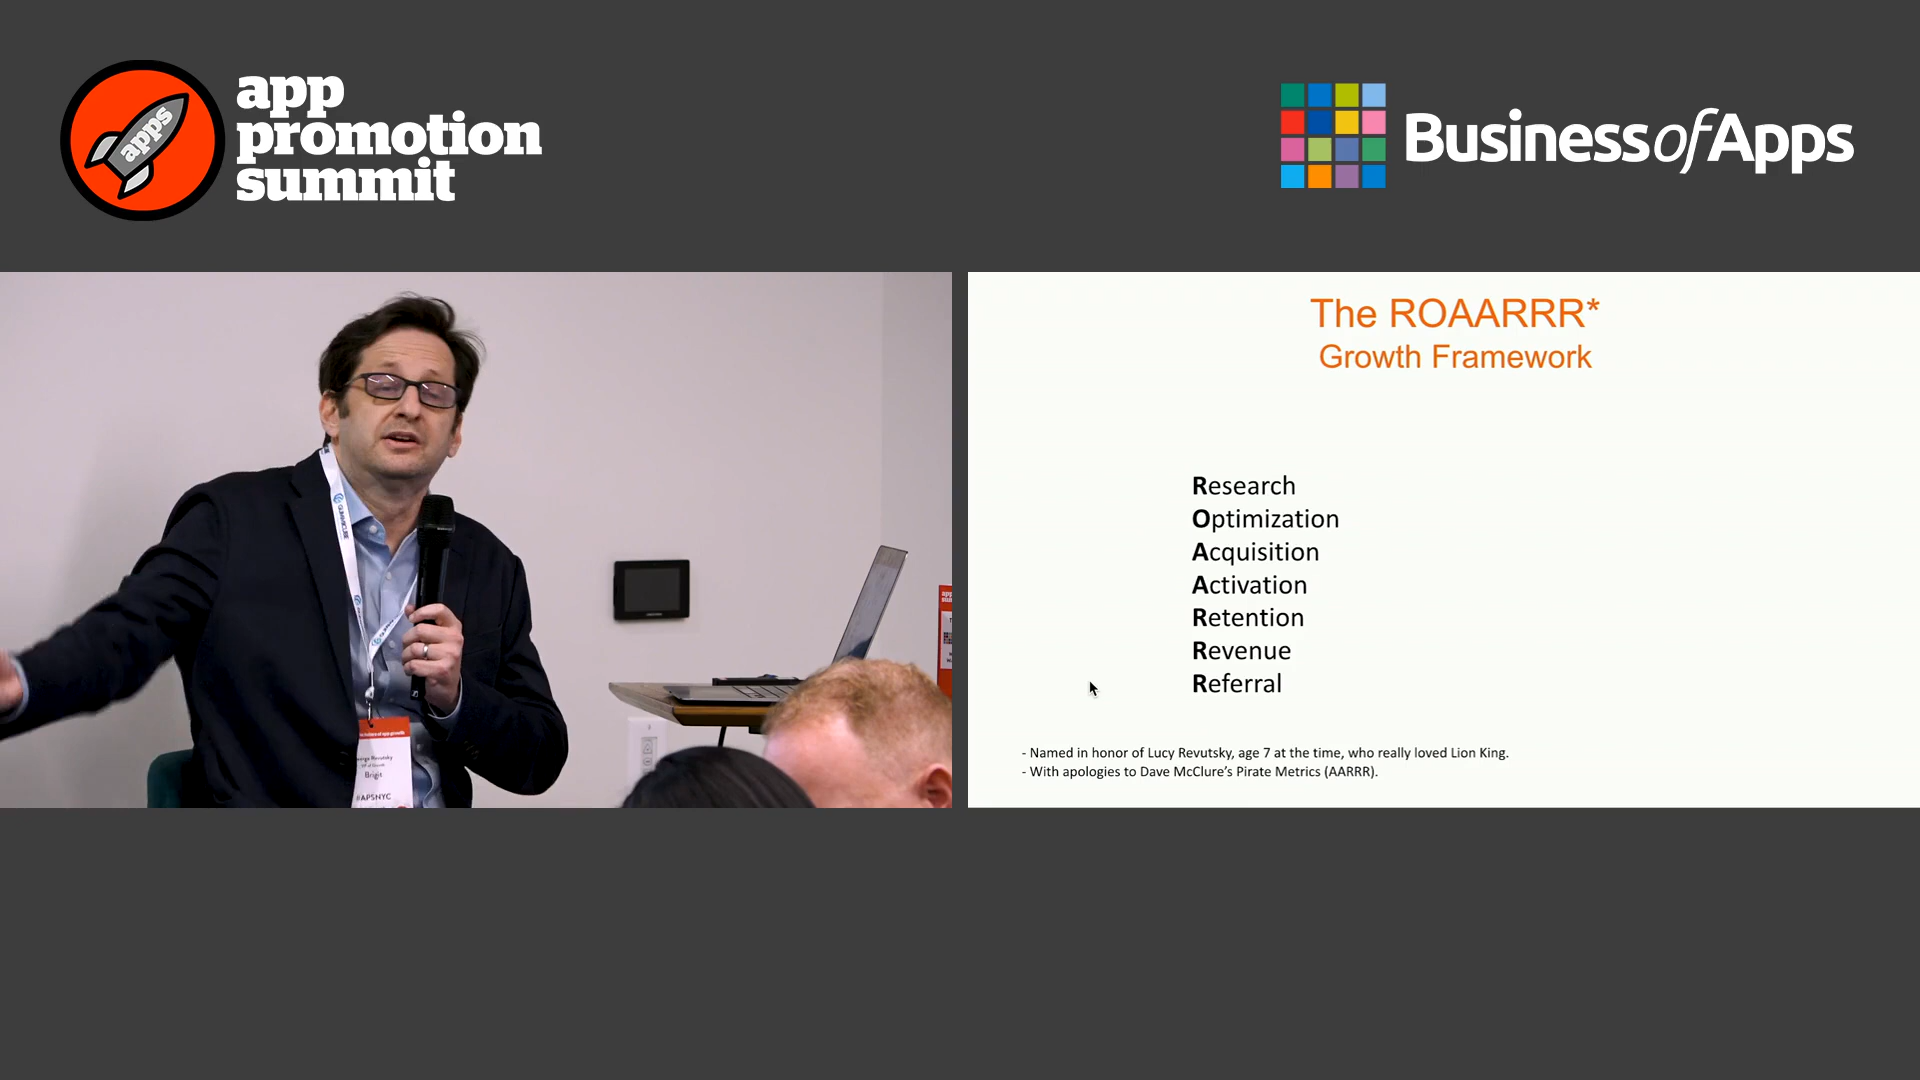 apps
app
promotion
summit
BusinessofApps
The ROAARRR*
Growth Framework
Research
Optimization
Acquisition
Activation
Retention
Revenue
Referral
- Named in honor of Lucy Revutsky, age 7 at the time, who really loved Lion King.
- With apologies to Dave McClure’s Pirate Metrics (AARRR).
Revutsky
Brigit
#APSNYC